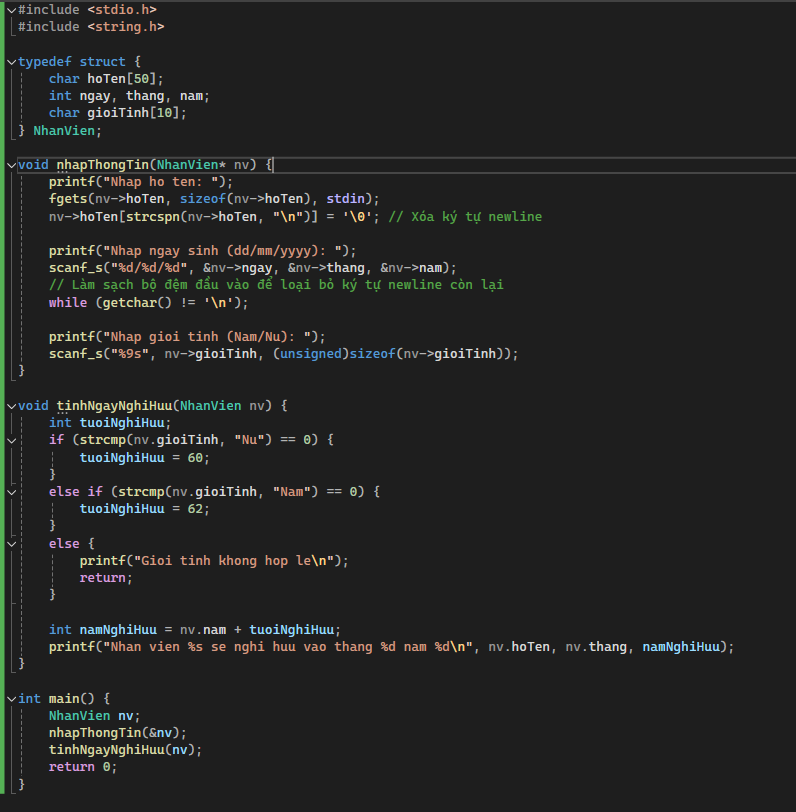 #include <stdio.h>
#include <string.h>

typedef struct {
    char hoTen[50];
    int ngay, thang, nam;
    char gioiTinh[10];
} NhanVien;

void nhapThongTin(NhanVien* nv) {
    printf("Nhap ho ten: ");
    fgets(nv->hoTen, sizeof(nv->hoTen), stdin);
    nv->hoTen[strcspn(nv->hoTen, "\n")] = '\0'; // Xóa ký tự newline

    printf("Nhap ngay sinh (dd/mm/yyyy): ");
    scanf_s("%d/%d/%d", &nv->ngay, &nv->thang, &nv->nam);
    // Làm sạch bộ đệm đầu vào để loại bỏ ký tự newline còn lại
    while (getchar() != '\n');

    printf("Nhap gioi tinh (Nam/Nu): ");
    scanf_s("%9s", nv->gioiTinh, (unsigned)sizeof(nv->gioiTinh));
}

void tinhNgayNghiHuu(NhanVien nv) {
    int tuoiNghiHuu;
    if (strcmp(nv.gioiTinh, "Nu") == 0) {
        tuoiNghiHuu = 60;
    }
    else if (strcmp(nv.gioiTinh, "Nam") == 0) {
        tuoiNghiHuu = 62;
    }
    else {
        printf("Gioi tinh khong hop le\n");
        return;
    }

    int namNghiHuu = nv.nam + tuoiNghiHuu;
    printf("Nhan vien %s se nghi huu vao thang %d nam %d\n", nv.hoTen, nv.thang, namNghiHuu);
}

int main() {
    NhanVien nv;
    nhapThongTin(&nv);
    tinhNgayNghiHuu(nv);
    return 0;
}